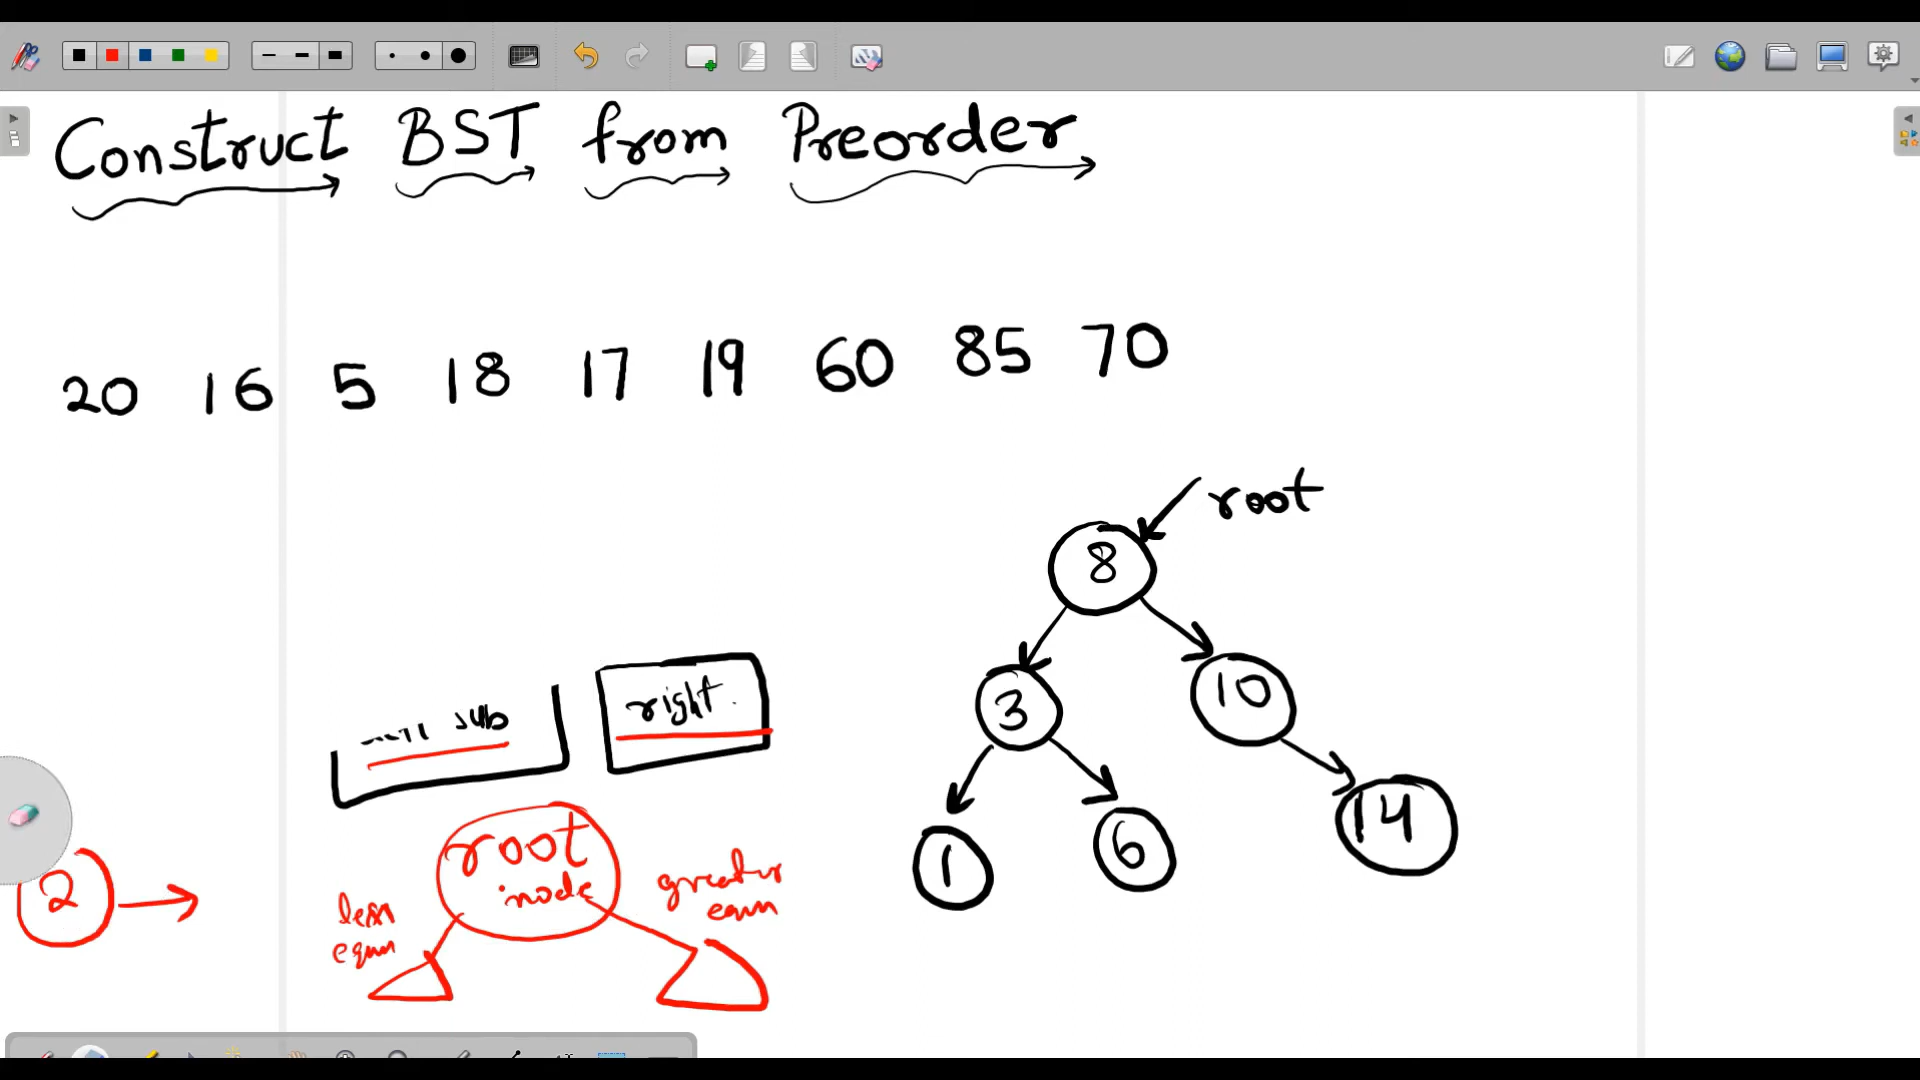 Construct BST from Preorder
20 16 5 18 17 19 60 85 70
root
8
3 10
1 6 14
sub right.
root
node
less
greater
2